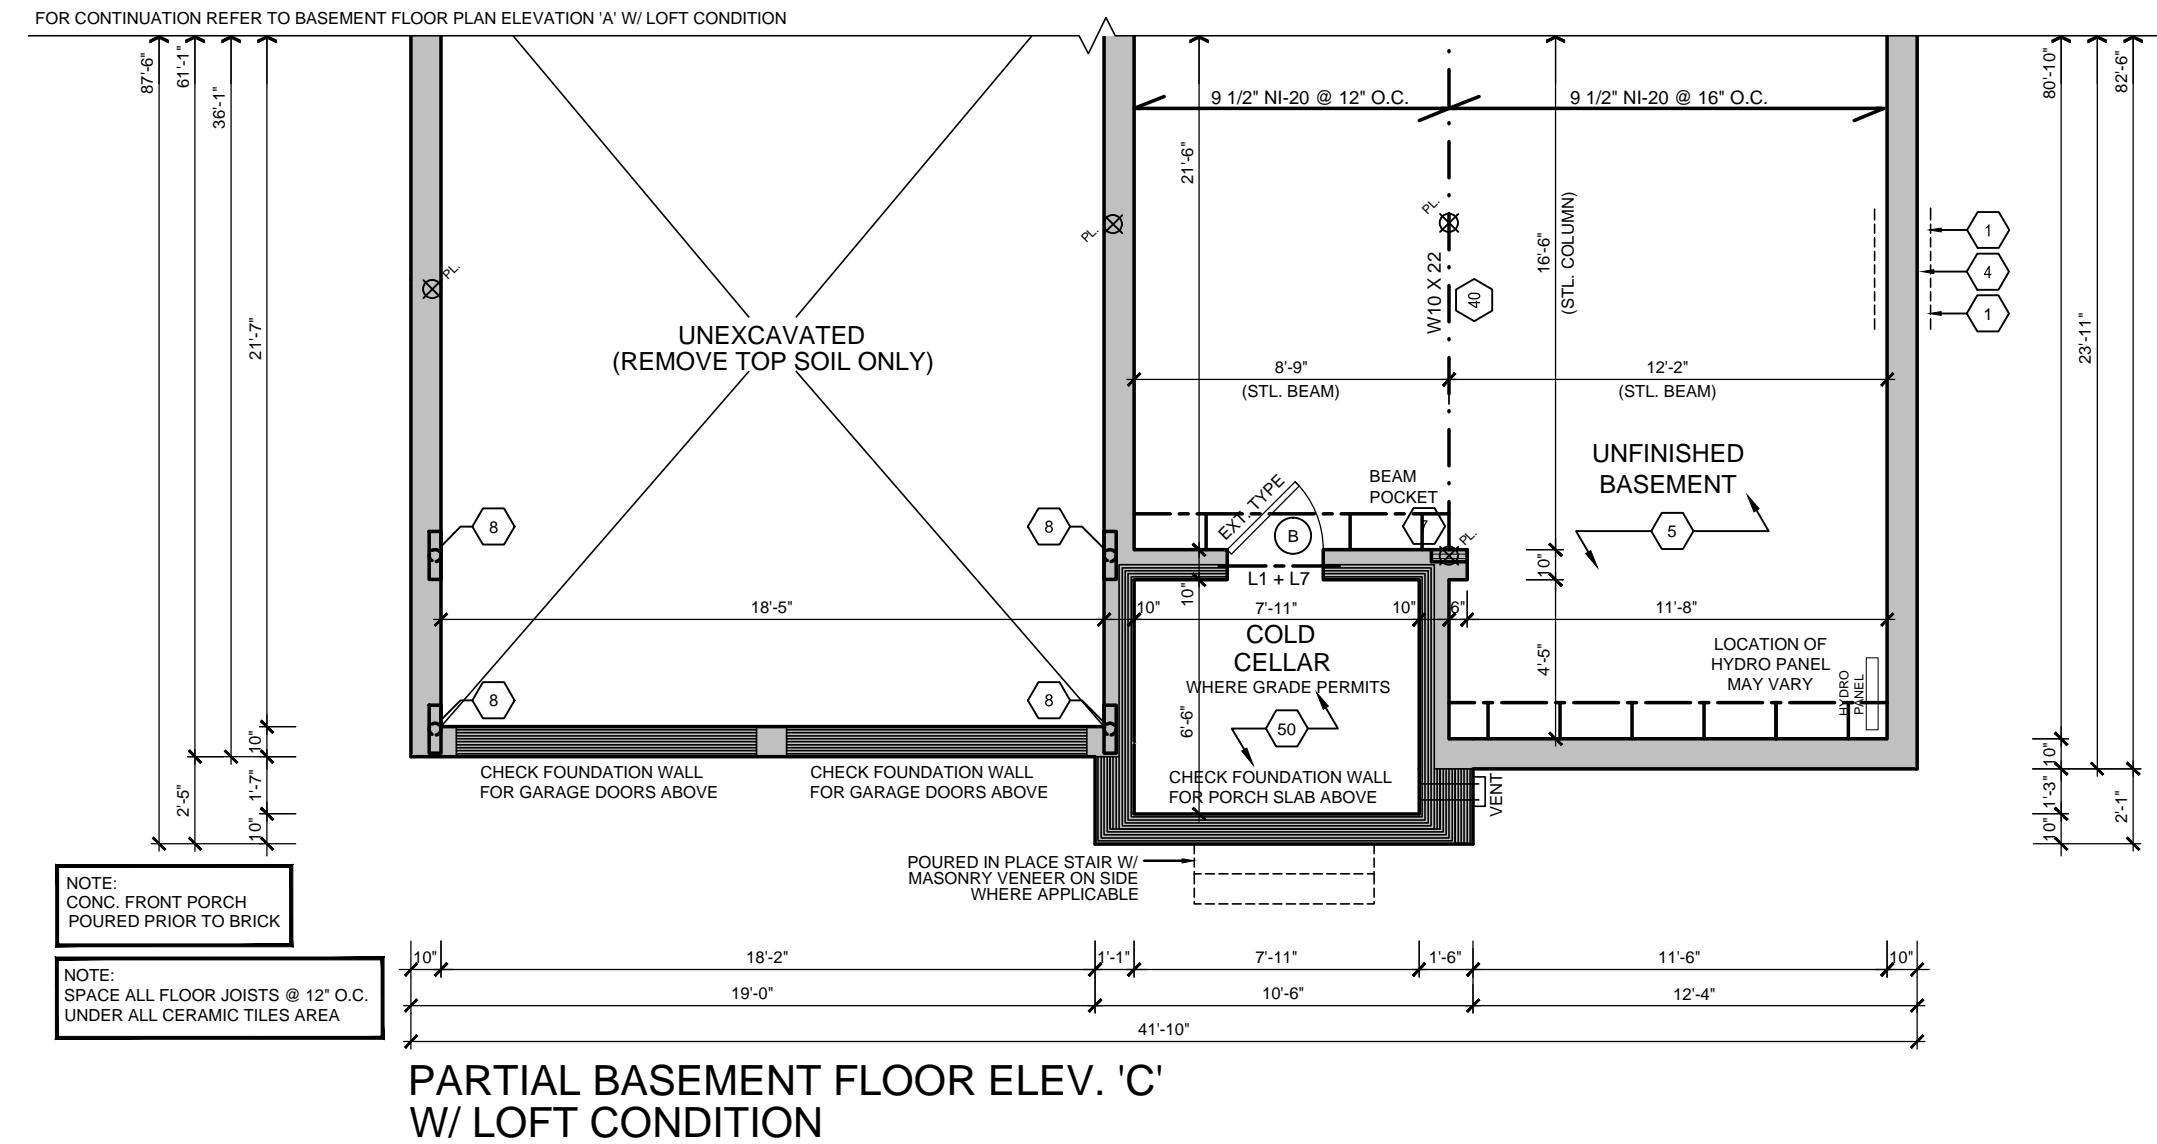 FOR CONTINUATION REFER TO BASEMENT FLOOR PLAN ELEVATION 'A' W/ LOFT CONDITION
87'-6"
61'-1"
36'-1"
21'-7"
10"
1'-7"
10"
2'-5"
9 1/2" NI-20 @ 12" O.C.
9 1/2" NI-20 @ 16" O.C.
80'-10"
82'-6"
23'-11"
10"
1'-3"
10"
2'-1"
21'-6"
16'-6"
(STL. COLUMN)
PL.
PL.
PL.
W10 X 22
40
1
4
1
UNEXCAVATED
(REMOVE TOP SOIL ONLY)
8'-9"
(STL. BEAM)
12'-2"
(STL. BEAM)
UNFINISHED
BASEMENT
5
BEAM
POCKET
7
PL.
EXT. TYPE
B
8
8
L1 + L7
10"
10"
18'-5"
10"
7'-11"
10"
6"
11'-8"
COLD
CELLAR
WHERE GRADE PERMITS
50
6'-6"
4'-5"
LOCATION OF
HYDRO PANEL
MAY VARY
HYDRO
PANEL
8
8
CHECK FOUNDATION WALL
FOR GARAGE DOORS ABOVE
CHECK FOUNDATION WALL
FOR GARAGE DOORS ABOVE
CHECK FOUNDATION WALL
FOR PORCH SLAB ABOVE
VENT
POURED IN PLACE STAIR W/
MASONRY VENEER ON SIDE
WHERE APPLICABLE
NOTE:
CONC. FRONT PORCH
POURED PRIOR TO BRICK
NOTE:
SPACE ALL FLOOR JOISTS @ 12" O.C.
UNDER ALL CERAMIC TILES AREA
10"
18'-2"
1'-1"
7'-11"
1'-6"
11'-6"
10"
19'-0"
10'-6"
12'-4"
41'-10"
PARTIAL BASEMENT FLOOR ELEV. 'C'
W/ LOFT CONDITION